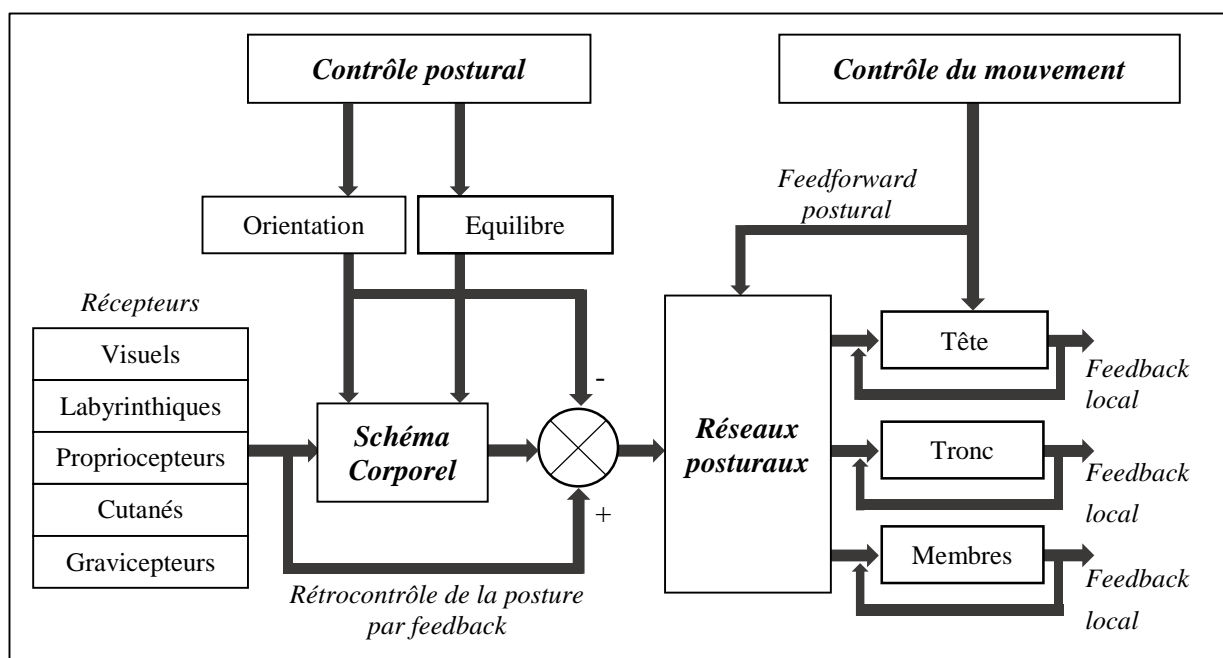 Contrôle postural
Contrôle du mouvement
Feedforward
postural
Orientation
Equilibre
Récepteurs
Visuels
Labyrinthiques
Propriocepteurs
Cutanés
Gravicepteurs
Schéma
Corporel
-
+
Rétrocontrôle de la posture
par feedback
Réseaux
posturaux
Tête
Feedback
local
Tronc
Feedback
local
Membres
Feedback
local